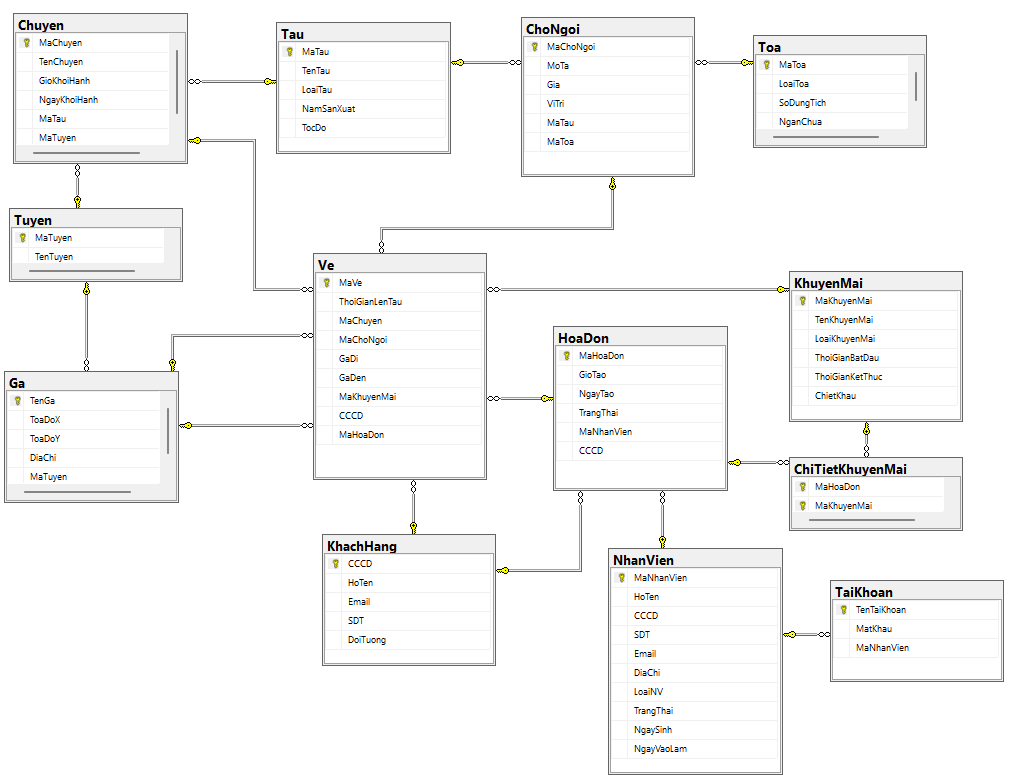 Chuyen
MaChuyen
TenChuyen
GioKhoiHanh
NgayKhoiHanh
MaTau
MaTuyen
Tau
MaTau
TenTau
LoaiTau
NamSanXuat
TocDo
ChoNgoi
MaChoNgoi
MoTa
Gia
ViTri
MaTau
MaToa
Toa
MaToa
LoaiToa
SoDungTich
NganChua
Tuyen
MaTuyen
TenTuyen
Ve
MaVe
ThoiGianLenTau
MaChuyen
MaChoNgoi
GaDi
GaDen
MaKhuyenMai
CCCD
MaHoaDon
KhuyenMai
MaKhuyenMai
TenKhuyenMai
LoaiKhuyenMai
ThoiGianBatDau
ThoiGianKetThuc
ChietKhau
HoaDon
MaHoaDon
GioTao
NgayTao
TrangThai
MaNhanVien
CCCD
Ga
TenGa
ToaDoX
ToaDoY
DiaChi
MaTuyen
ChiTietKhuyenMai
MaHoaDon
MaKhuyenMai
KhachHang
CCCD
HoTen
Email
SDT
DoiTuong
NhanVien
MaNhanVien
HoTen
CCCD
SDT
Email
DiaChi
LoaiNV
TrangThai
NgaySinh
NgayVaoLam
TaiKhoan
TenTaiKhoan
MatKhau
MaNhanVien